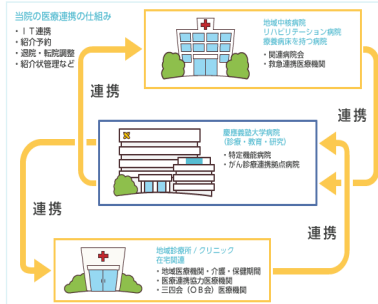 当院の医療連携の仕組み
・IT連携
・紹介予約
・退院・転院調整
・紹介状管理など
地域中核病院
リハビリテーション病院
療養病床を持つ病院
・関連病院会
・救急連携医療機関
連携
連携
慶應義塾大学病院
(診療・教育・研究)
・特定機能病院
・がん診療連携拠点病院
連携
連携
地域診療所/クリニック
在宅関連
・地域医療機関・介護・保健期間
・医療連携協力医療機関
・三四会(OB会)医療機関